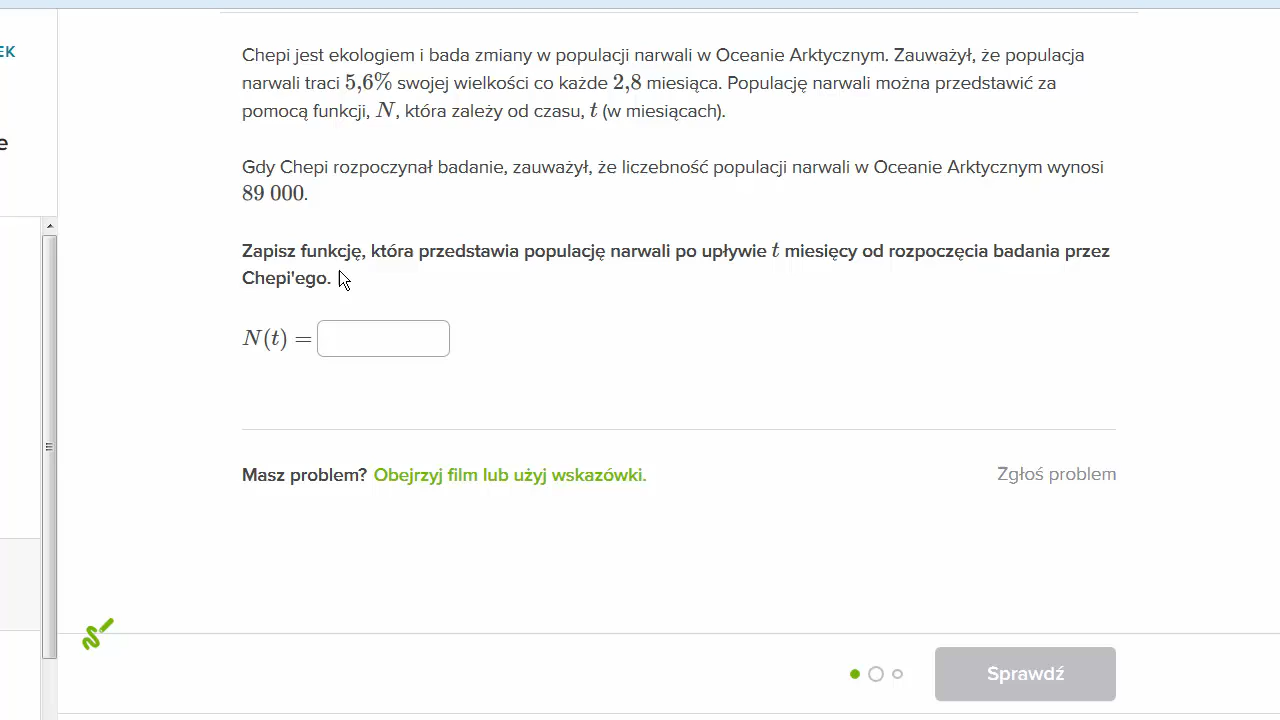 EK
e
Chepi jest ekologiem i bada zmiany w populacji narwali w Oceanie Arktycznym. Zauważył, że populacja
narwali traci 5,6% swojej wielkości co każde 2,8 miesiąca. Populację narwali można przedstawić za
pomocą funkcji, N, która zależy od czasu, t (w miesiącach).
Gdy Chepi rozpoczynał badanie, zauważył, że liczebność populacji narwali w Oceanie Arktycznym wynosi
89 000.
Zapisz funkcję, która przedstawia populację narwali po upływie t miesięcy od rozpoczęcia badania przez
Chepi'ego.
N(t) =
Masz problem? Obejrzyj film lub użyj wskazówki.
Zgłoś problem
Sprawdź